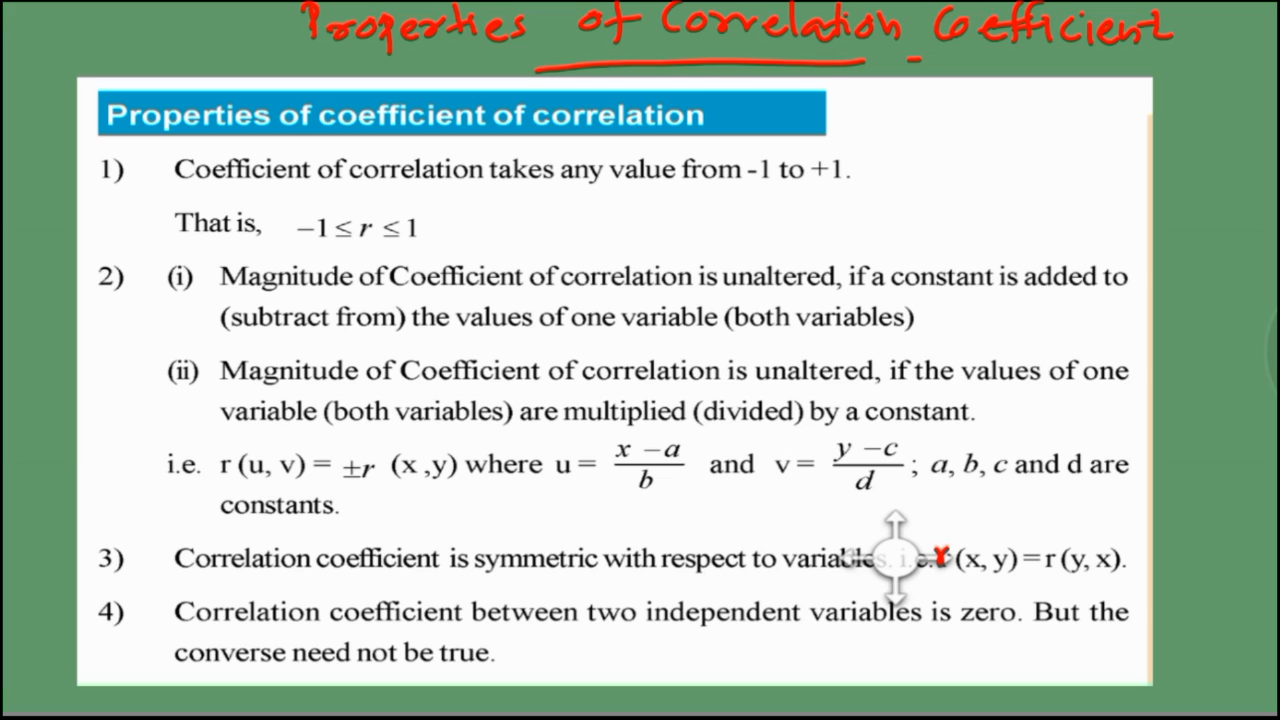 Properties of Correlation Coefficient
Properties of coefficient of correlation
1) Coefficient of correlation takes any value from -1 to +1.
That is, −1 ≤ r ≤ 1
2) (i) Magnitude of Coefficient of correlation is unaltered, if a constant is added to
(subtract from) the values of one variable (both variables)
(ii) Magnitude of Coefficient of correlation is unaltered, if the values of one
variable (both variables) are multiplied (divided) by a constant.
i.e. r (u, v) = ±r (x ,y) where u = x − a / b and v = y − c / d ; a, b, c and d are
constants.
3) Correlation coefficient is symmetric with respect to variables. i.e. r (x, y) = r (y, x).
4) Correlation coefficient between two independent variables is zero. But the
converse need not be true.